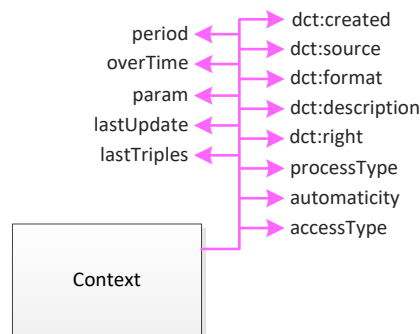 period
overTime
param
lastUpdate
lastTriples
dct:created
dct:source
dct:format
dct:description
dct:right
processType
automaticity
accessType
Context